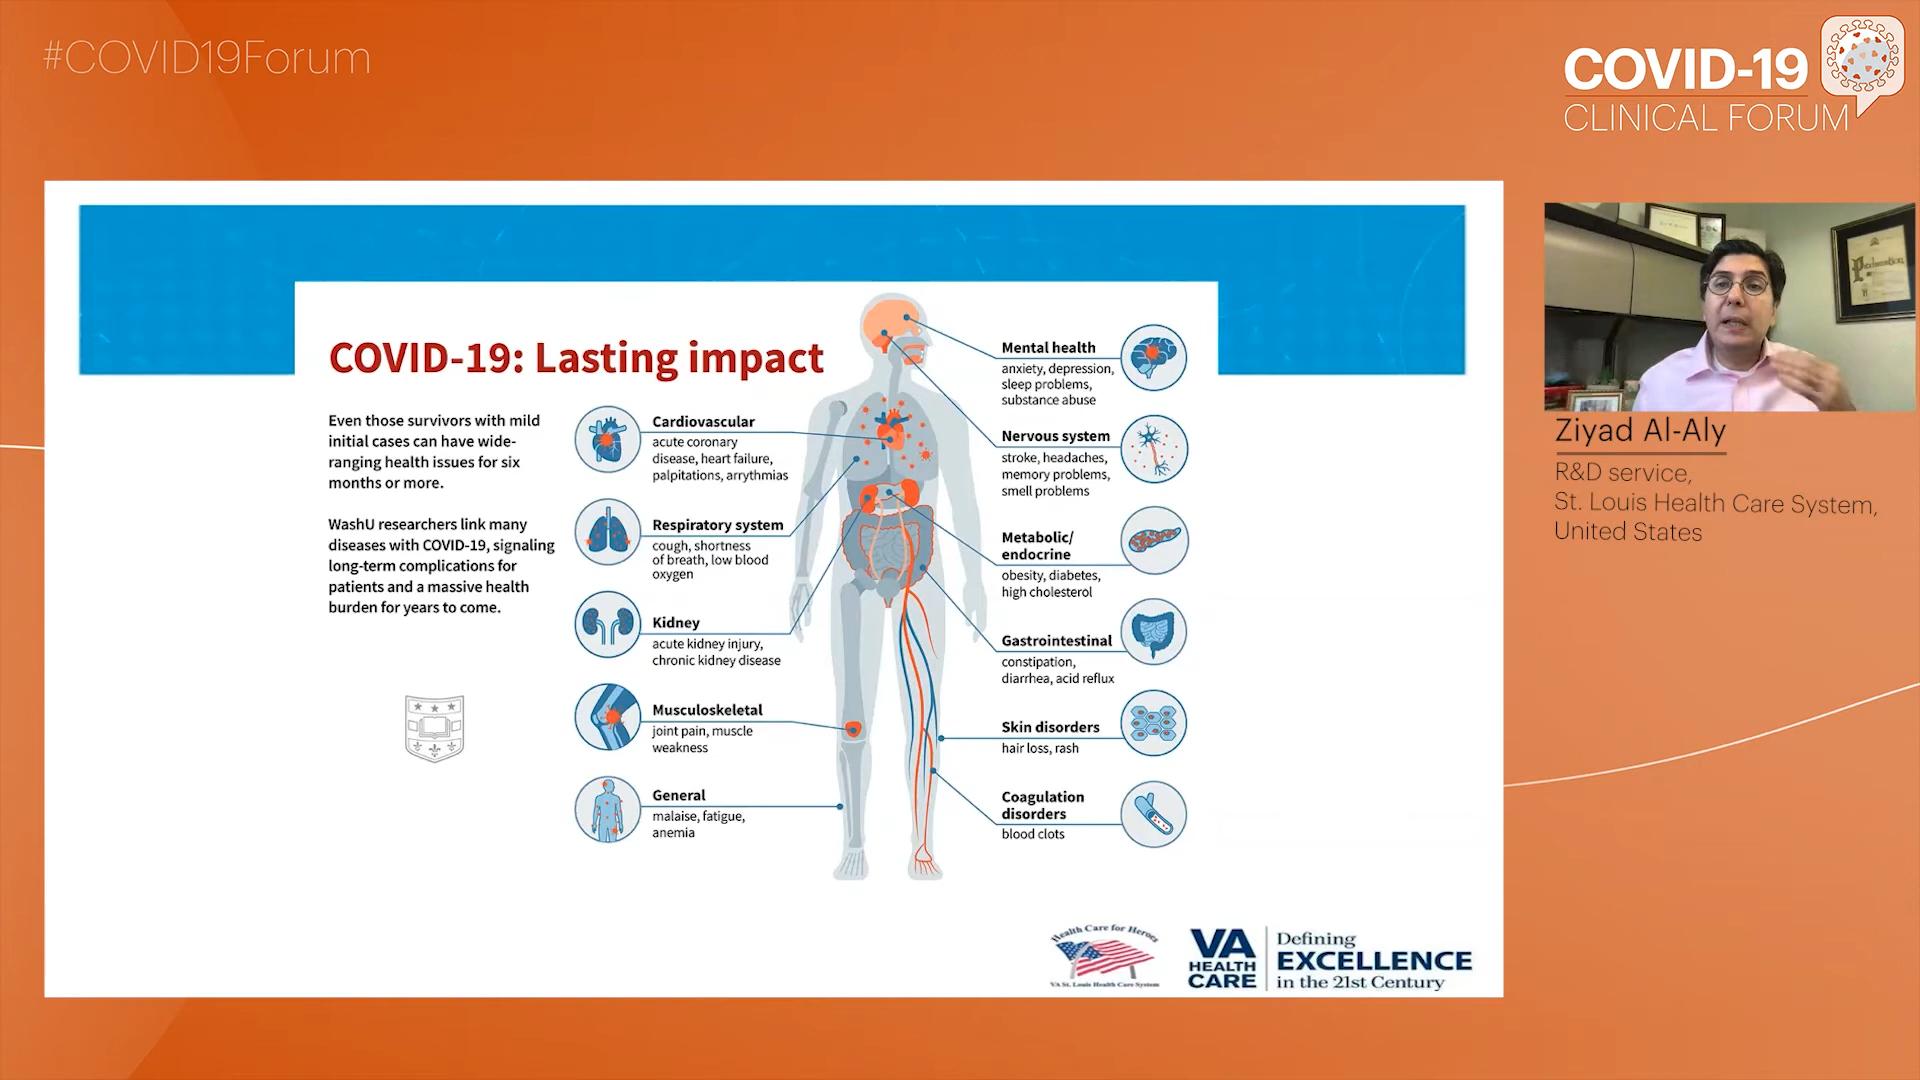 #COVID19Forum
COVID-19
CLINICAL FORUM
COVID-19: Lasting impact
Even those survivors with mild
initial cases can have wide-
ranging health issues for six
months or more.
WashU researchers link many
diseases with COVID-19, signaling
long-term complications for
patients and a massive health
burden for years to come.
Cardiovascular
acute coronary
disease, heart failure,
palpitations, arrythmias
Respiratory system
cough, shortness
of breath, low blood
oxygen
Kidney
acute kidney injury,
chronic kidney disease
Musculoskeletal
joint pain, muscle
weakness
General
malaise, fatigue,
anemia
Mental health
anxiety, depression,
sleep problems,
substance abuse
Nervous system
stroke, headaches,
memory problems,
smell problems
Metabolic/
endocrine
obesity, diabetes,
high cholesterol
Gastrointestinal
constipation,
diarrhea, acid reflux
Skin disorders
hair loss, rash
Coagulation
disorders
blood clots
Health Care for Heroes
VA St. Louis Health Care System
VA
HEALTH
CARE
Defining
EXCELLENCE
in the 21st Century
Proclamation
Ziyad Al-Aly
R&D service,
St. Louis Health Care System,
United States